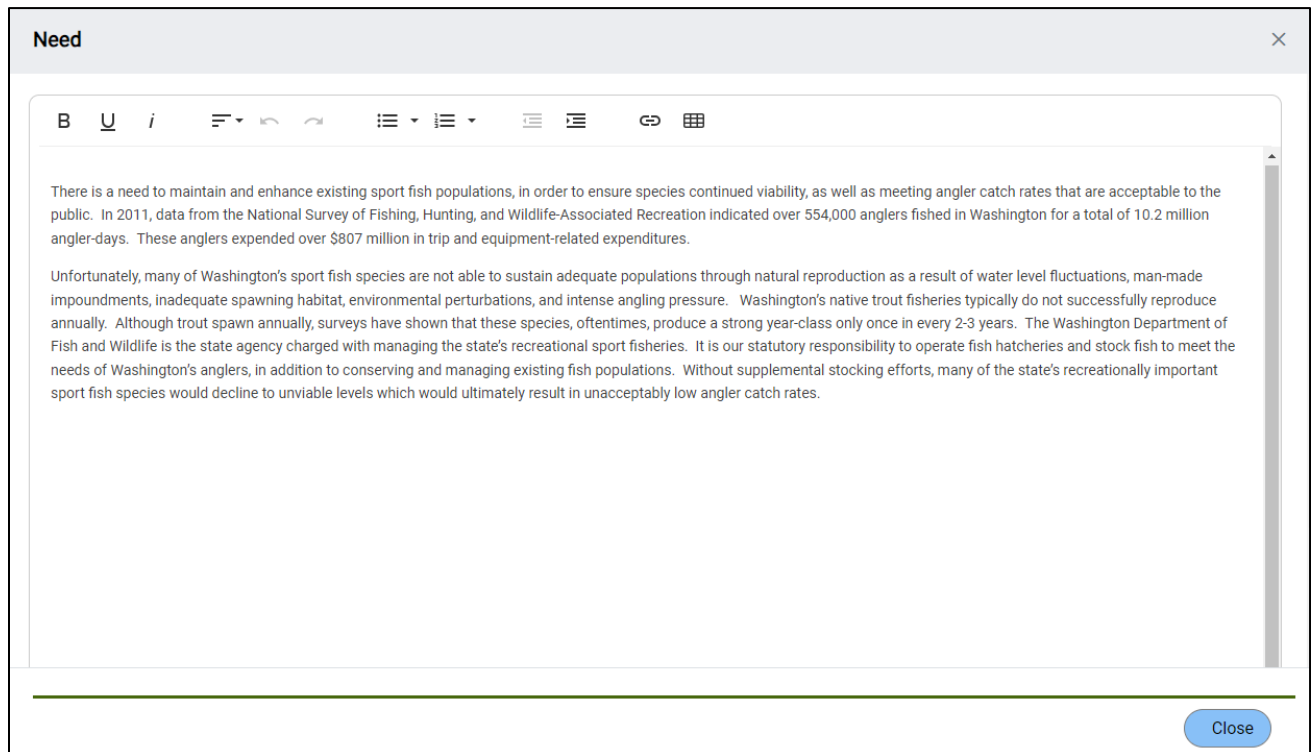 Need
B U i
There is a need to maintain and enhance existing sport fish populations, in order to ensure species continued viability, as well as meeting angler catch rates that are acceptable to the
public.  In 2011, data from the National Survey of Fishing, Hunting, and Wildlife-Associated Recreation indicated over 554,000 anglers fished in Washington for a total of 10.2 million
angler-days.  These anglers expended over $807 million in trip and equipment-related expenditures.
Unfortunately, many of Washington’s sport fish species are not able to sustain adequate populations through natural reproduction as a result of water level fluctuations, man-made
impoundments, inadequate spawning habitat, environmental perturbations, and intense angling pressure.   Washington’s native trout fisheries typically do not successfully reproduce
annually.  Although trout spawn annually, surveys have shown that these species, oftentimes, produce a strong year-class only once in every 2-3 years.  The Washington Department of
Fish and Wildlife is the state agency charged with managing the state’s recreational sport fisheries.  It is our statutory responsibility to operate fish hatcheries and stock fish to meet the
needs of Washington’s anglers, in addition to conserving and managing existing fish populations.  Without supplemental stocking efforts, many of the state’s recreationally important
sport fish species would decline to unviable levels which would ultimately result in unacceptably low angler catch rates.
Close